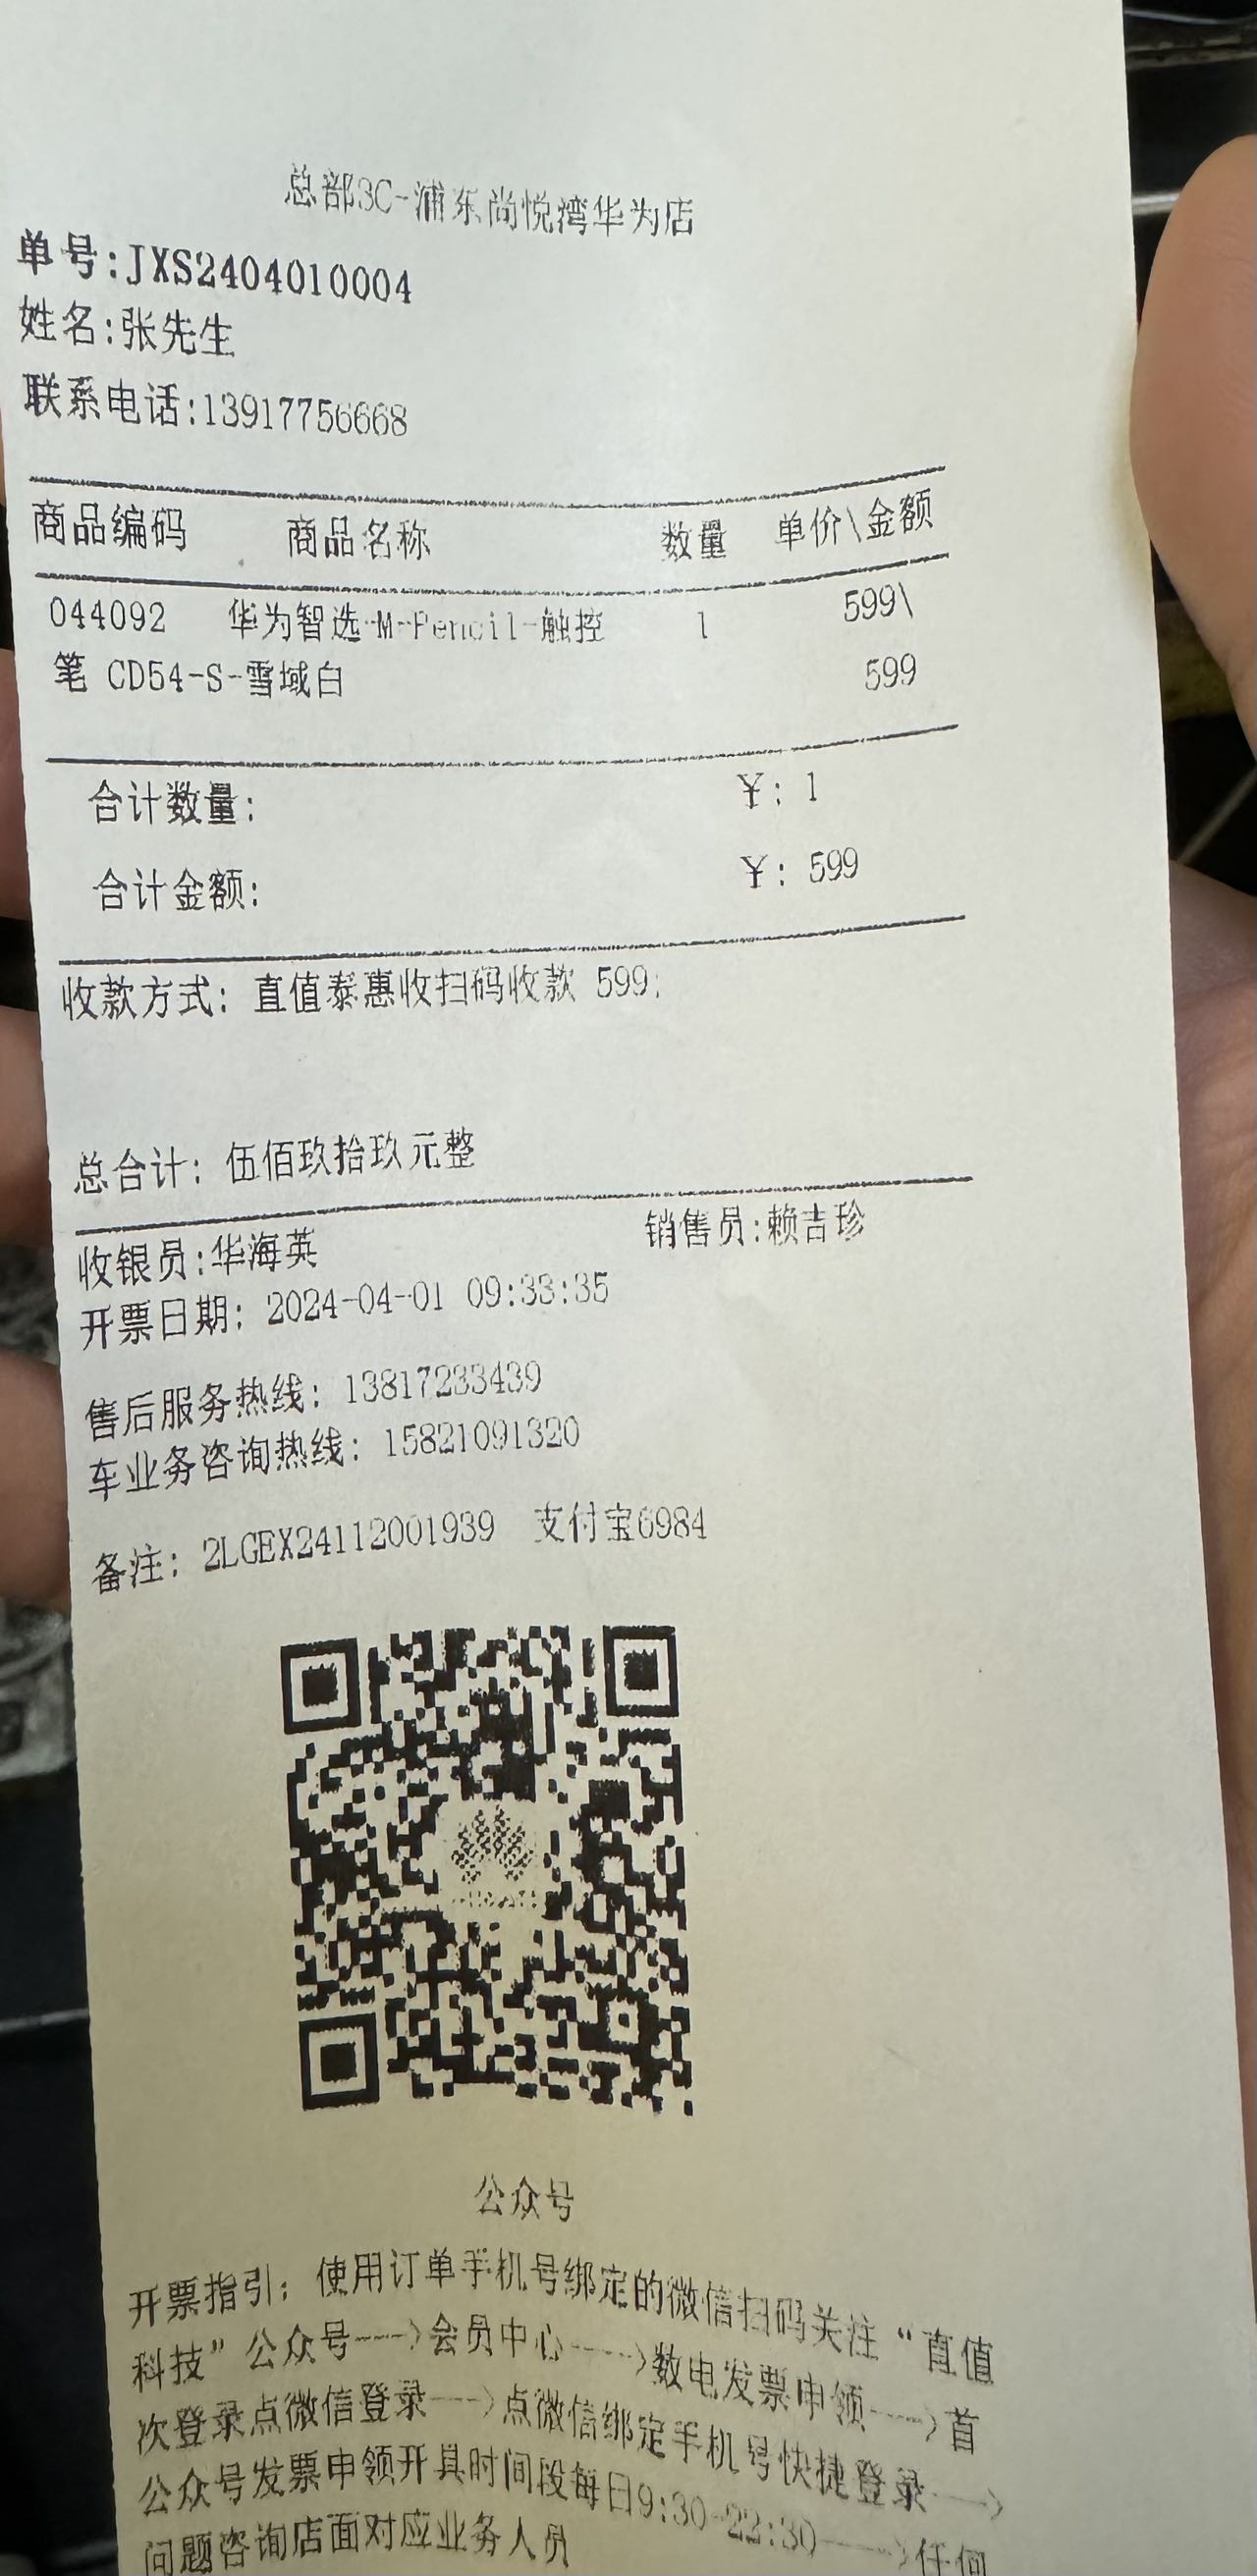 总部3C-浦东尚悦湾华为店
单号:JXS2404010004
姓名:张先生
联系电话:13917756668
商品编码 商品名称 数量 单价\金额
044092 华为智选-M-Pencil-触控 1 599\
笔 CD54-S-雪域白 599
合计数量: ¥: 1
合计金额: ¥: 599
收款方式: 直值泰惠收扫码收款 599;
总合计: 伍佰玖拾玖元整
收银员:华海英 销售员:赖吉珍
开票日期: 2024-04-01 09:33:35
售后服务热线: 13817233439
车业务咨询热线: 15821091320
备注: 2LGEX24112001939 支付宝6984
公众号
开票指引: 使用订单手机号绑定的微信扫码关注“直值
科技”公众号---->会员中心---->数电发票申领---->首
次登录点微信登录---->点微信绑定手机号快捷登录---->
公众号发票申领开具时间段每日9:30-22:30---->任何
问题咨询店面对应业务人员